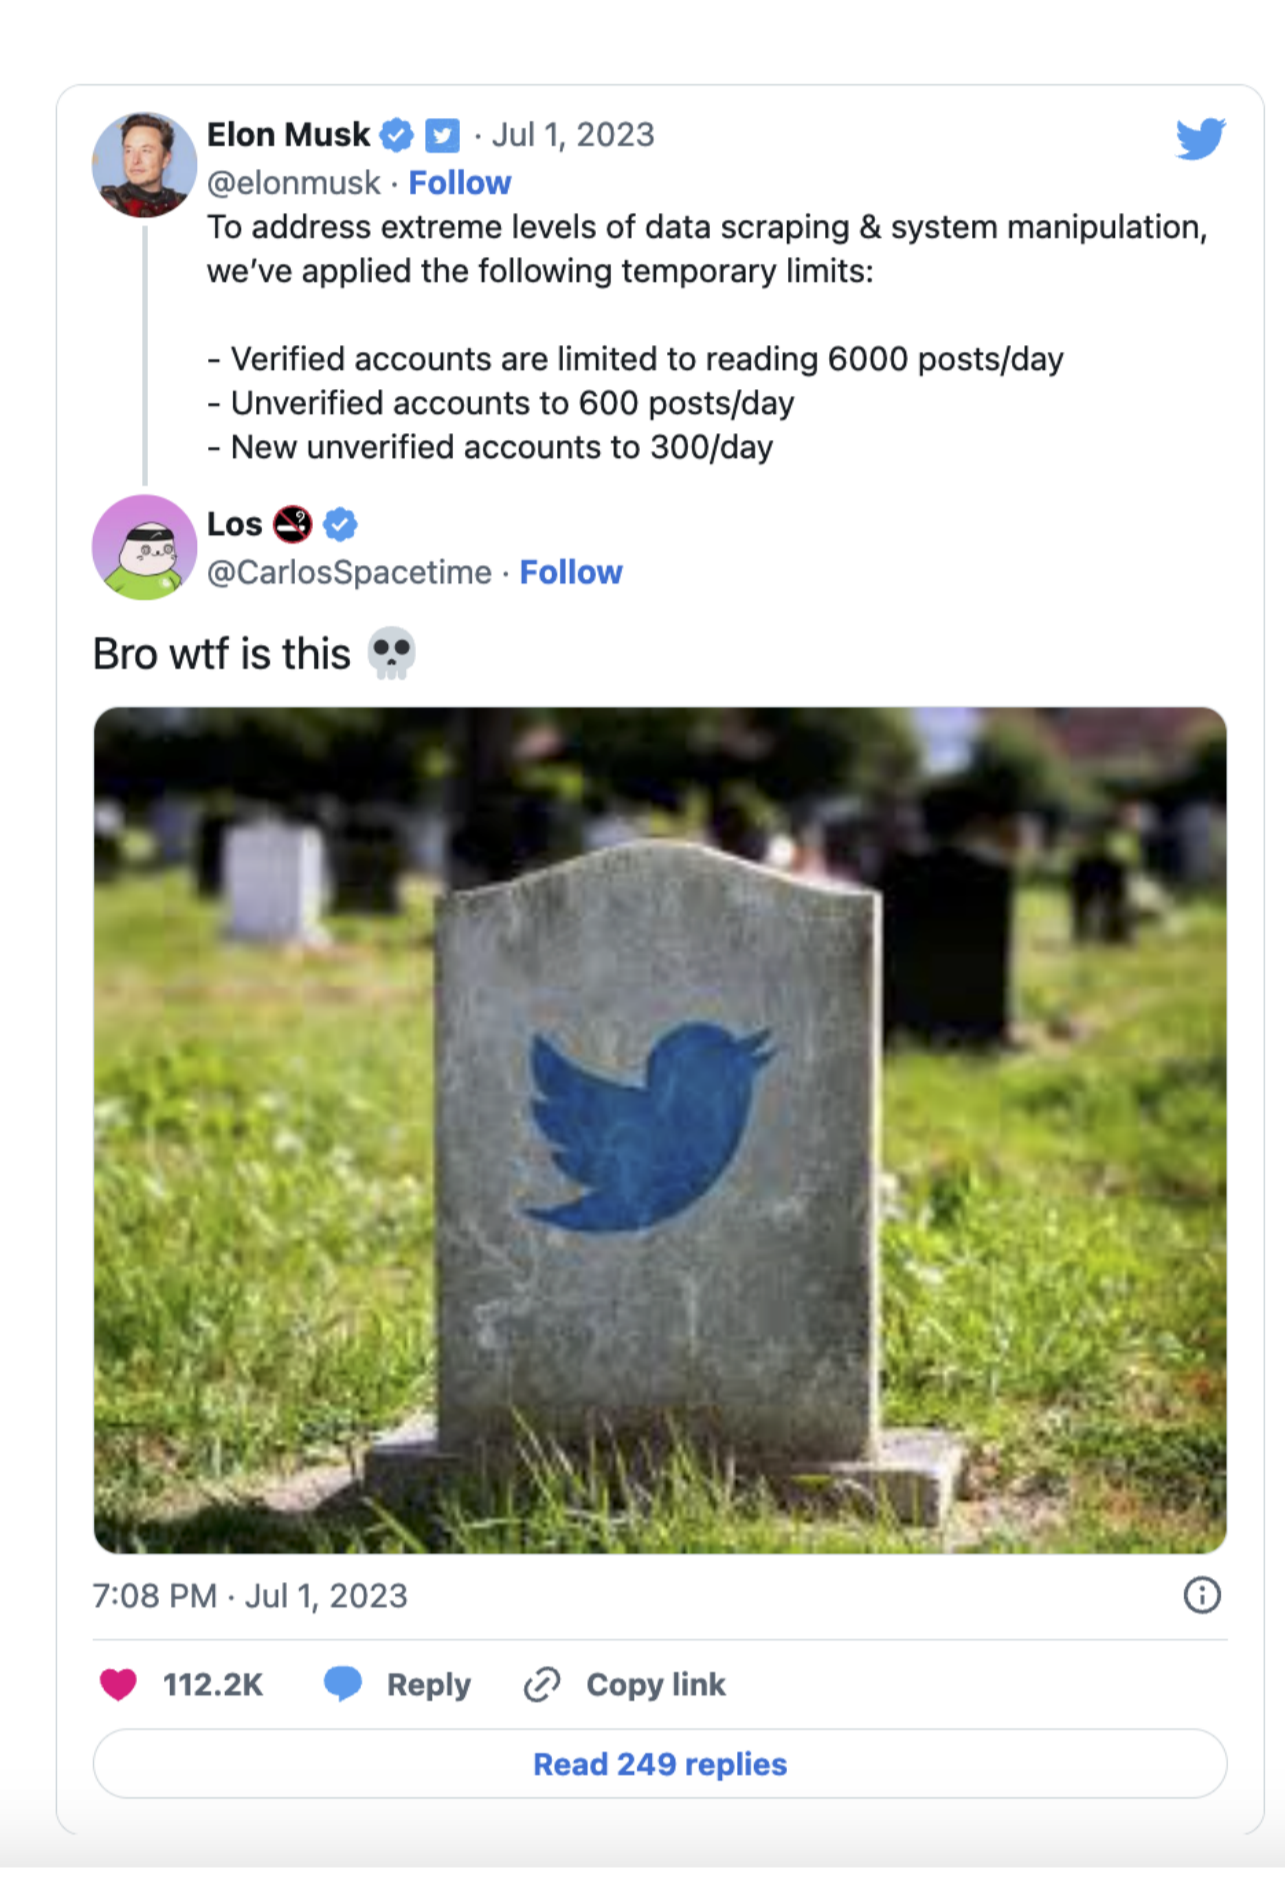 Elon Musk · Jul 1, 2023
@elonmusk · Follow
To address extreme levels of data scraping & system manipulation,
we’ve applied the following temporary limits:
- Verified accounts are limited to reading 6000 posts/day
- Unverified accounts to 600 posts/day
- New unverified accounts to 300/day
Los
@CarlosSpacetime · Follow
Bro wtf is this 💀
7:08 PM · Jul 1, 2023
112.2K Reply Copy link
Read 249 replies